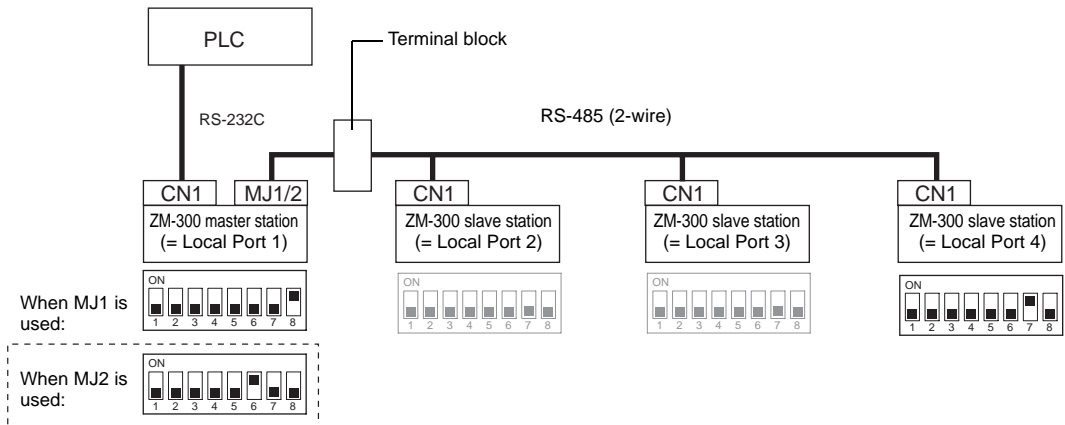 PLC
Terminal block
RS-232C
RS-485 (2-wire)
CN1 MJ1/2
ZM-300 master station
(= Local Port 1)
CN1
ZM-300 slave station
(= Local Port 2)
CN1
ZM-300 slave station
(= Local Port 3)
CN1
ZM-300 slave station
(= Local Port 4)
When MJ1 is
used:
ON
1 2 3 4 5 6 7 8
ON
1 2 3 4 5 6 7 8
ON
1 2 3 4 5 6 7 8
ON
1 2 3 4 5 6 7 8
When MJ2 is
used:
ON
1 2 3 4 5 6 7 8